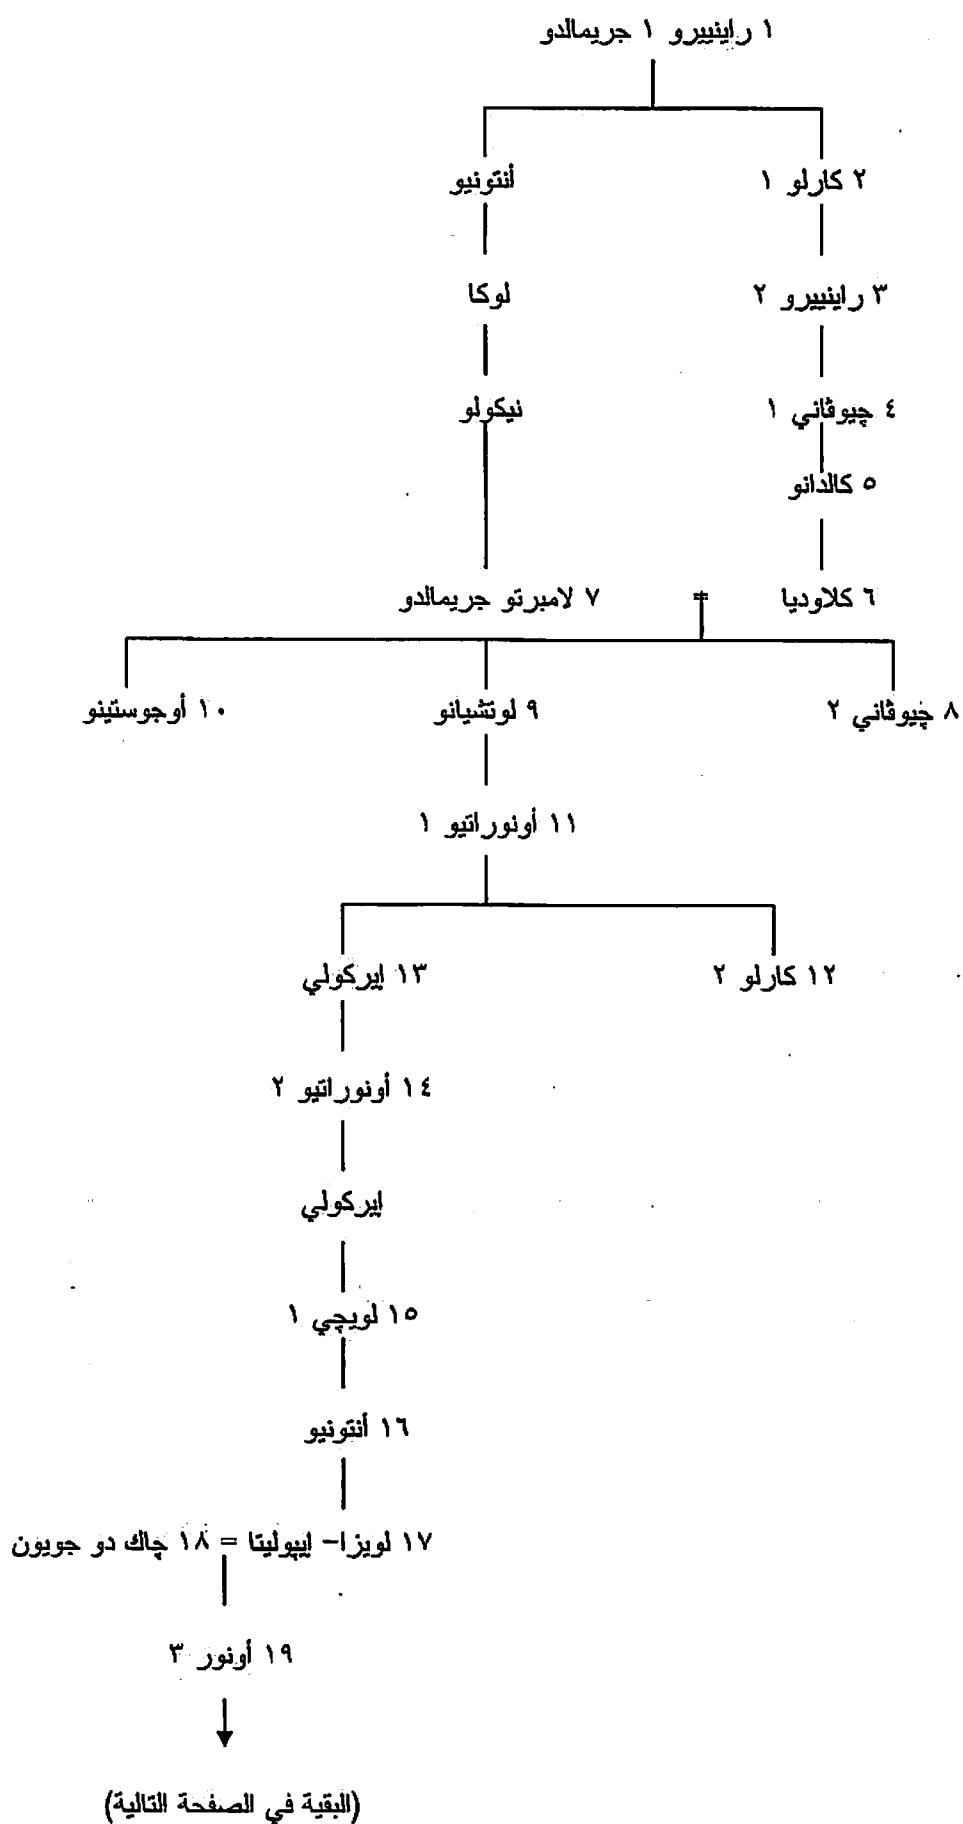 ١ راينييرو ١ جريمالدو
٢ كارلو ١
أنتونيو
٣ راينييرو ٢
لوكا
٤ چيوڤاني ١
نيكولو
٥ كالدانو
٦ كلاوديا = ٧ لامبرتو جريمالدو
٨ چيوڤاني ٢
٩ لوتشيانو
١٠ أوجوستينو
١١ أونوراتيو ١
١٢ كارلو ٢
١٣ إيركولي
١٤ أونوراتيو ٢
إيركولي
١٥ لويچي ١
١٦ أنتونيو
١٧ لويزا- إيپوليتا = ١٨ چاك دو جويون
١٩ أونور ٣
(البقية في الصفحة التالية)